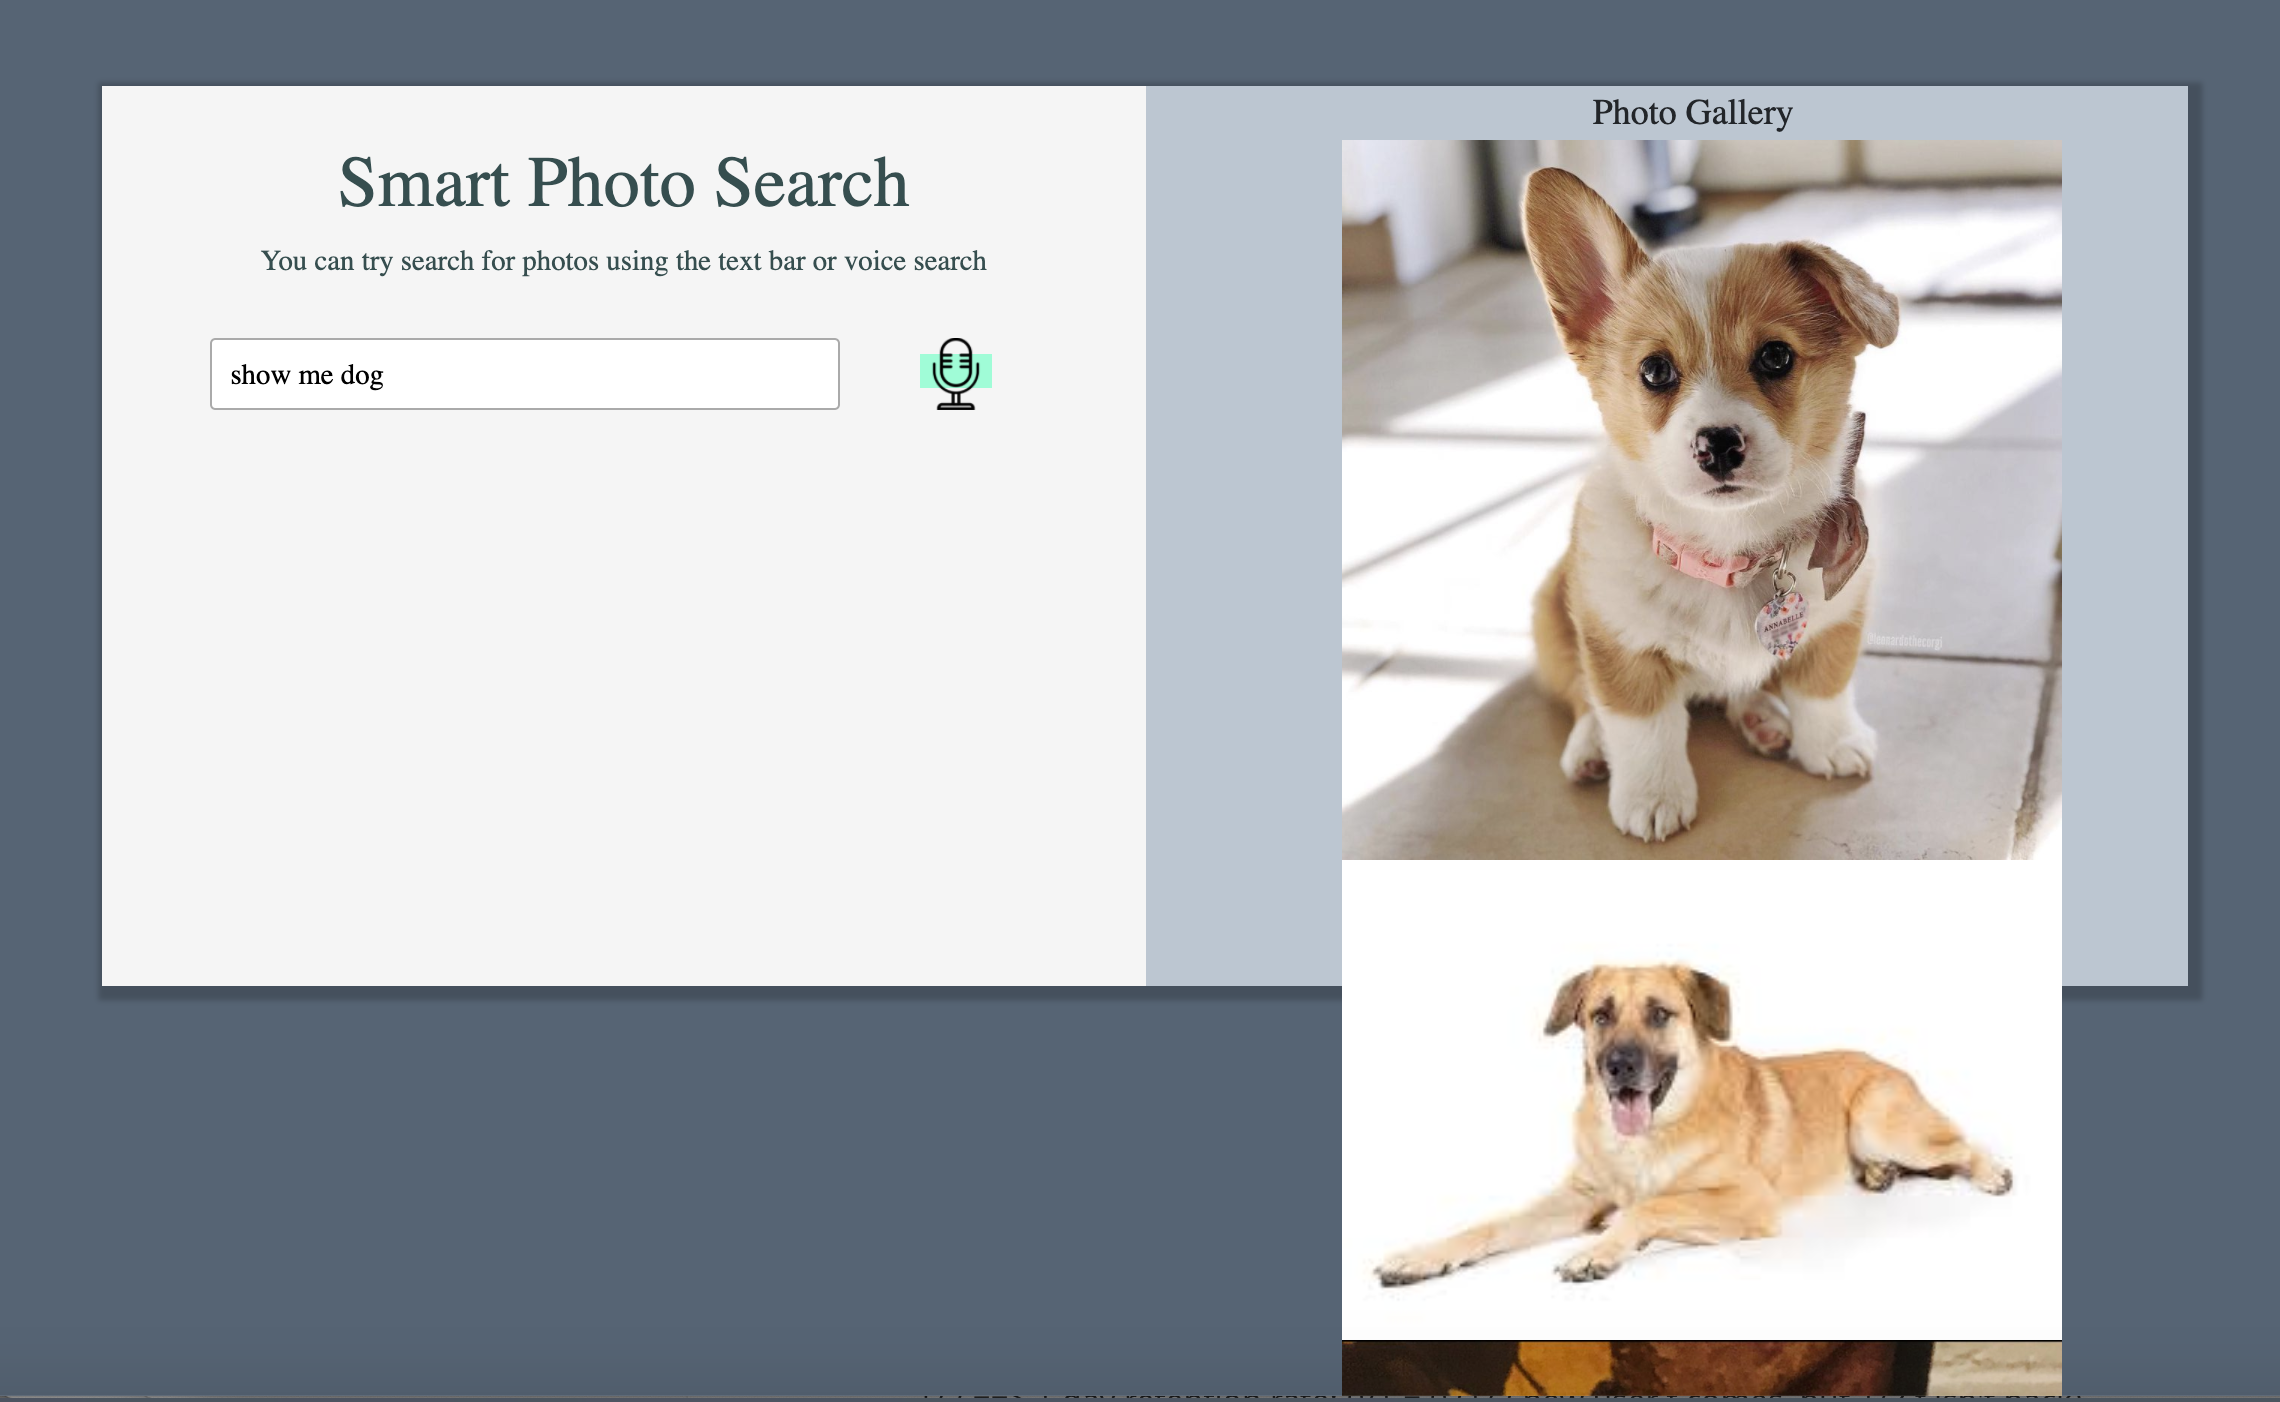 Smart Photo Search
You can try search for photos using the text bar or voice search
show me dog
Photo Gallery
ANNABELLE